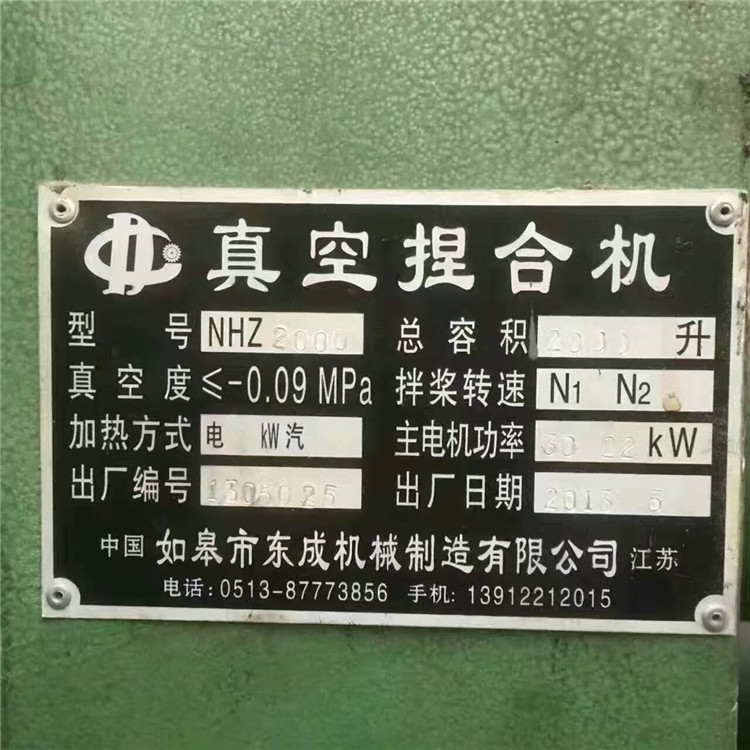 真空捏合机
型号 NHZ 2000 总容积 2000 升
真空度 ≤-0.09 MPa 拌桨转速 N1 N2
加热方式 电 kW汽 主电机功率 30 22 kW
出厂编号 1305025 出厂日期 2013 5
中国 如皋市东成机械制造有限公司 江苏
电话:0513-87773856 手机:13912212015